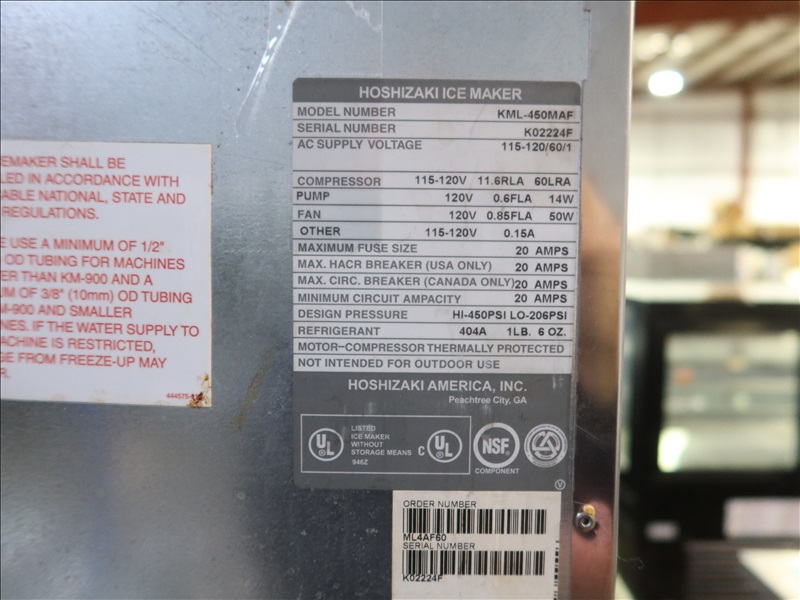 EMAKER SHALL BE
LED IN ACCORDANCE WITH
ABLE NATIONAL, STATE AND
REGULATIONS.
E USE A MINIMUM OF 1/2"
OD TUBING FOR MACHINES
ER THAN KM-900 AND A
UM OF 3/8" (10mm) OD TUBING
M-900 AND SMALLER
NES. IF THE WATER SUPPLY TO
ACHINE IS RESTRICTED,
GE FROM FREEZE-UP MAY
R.
HOSHIZAKI ICE MAKER
MODEL NUMBER KML-450MAF
SERIAL NUMBER K02224F
AC SUPPLY VOLTAGE 115-120/60/1
COMPRESSOR 115-120V 11.6RLA 60LRA
PUMP 120V 0.6FLA 14W
FAN 120V 0.85FLA 50W
OTHER 115-120V 0.15A
MAXIMUM FUSE SIZE 20 AMPS
MAX. HACR BREAKER (USA ONLY) 20 AMPS
MAX. CIRC. BREAKER (CANADA ONLY) 20 AMPS
MINIMUM CIRCUIT AMPACITY 20 AMPS
DESIGN PRESSURE HI-450PSI LO-206PSI
REFRIGERANT 404A 1LB. 6 OZ.
MOTOR-COMPRESSOR THERMALLY PROTECTED
NOT INTENDED FOR OUTDOOR USE
HOSHIZAKI AMERICA, INC.
Peachtree City, GA
UL
LISTED
ICE MAKER
WITHOUT
STORAGE MEANS
946Z
C UL
NSF
COMPONENT
V
ORDER NUMBER
ML4AF60
SERIAL NUMBER
K02224F